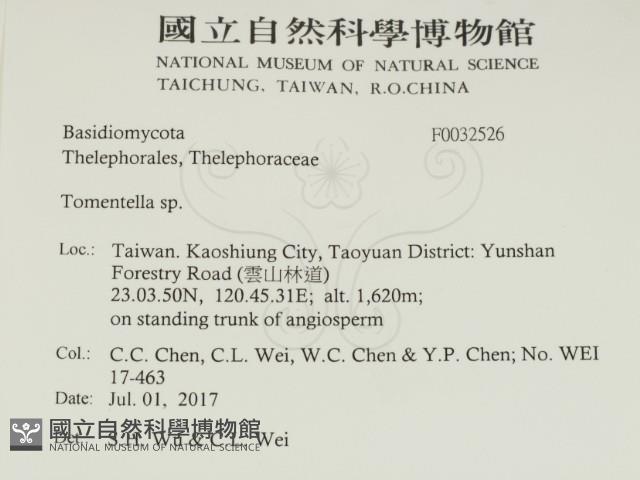 國立自然科學博物館
NATIONAL MUSEUM OF NATURAL SCIENCE
TAICHUNG, TAIWAN, R.O.CHINA
Basidiomycota F0032526
Thelephorales, Thelephoraceae
Tomentella sp.
Loc.: Taiwan. Kaoshiung City, Taoyuan District: Yunshan
Forestry Road (雲山林道)
23.03.50N, 120.45.31E; alt. 1,620m;
on standing trunk of angiosperm
Col.: C.C. Chen, C.L. Wei, W.C. Chen & Y.P. Chen; No. WEI
17-463
Date: Jul. 01, 2017
Det.: S.H. Wu & C.L. Wei
國立自然科學博物館
NATIONAL MUSEUM OF NATURAL SCIENCE